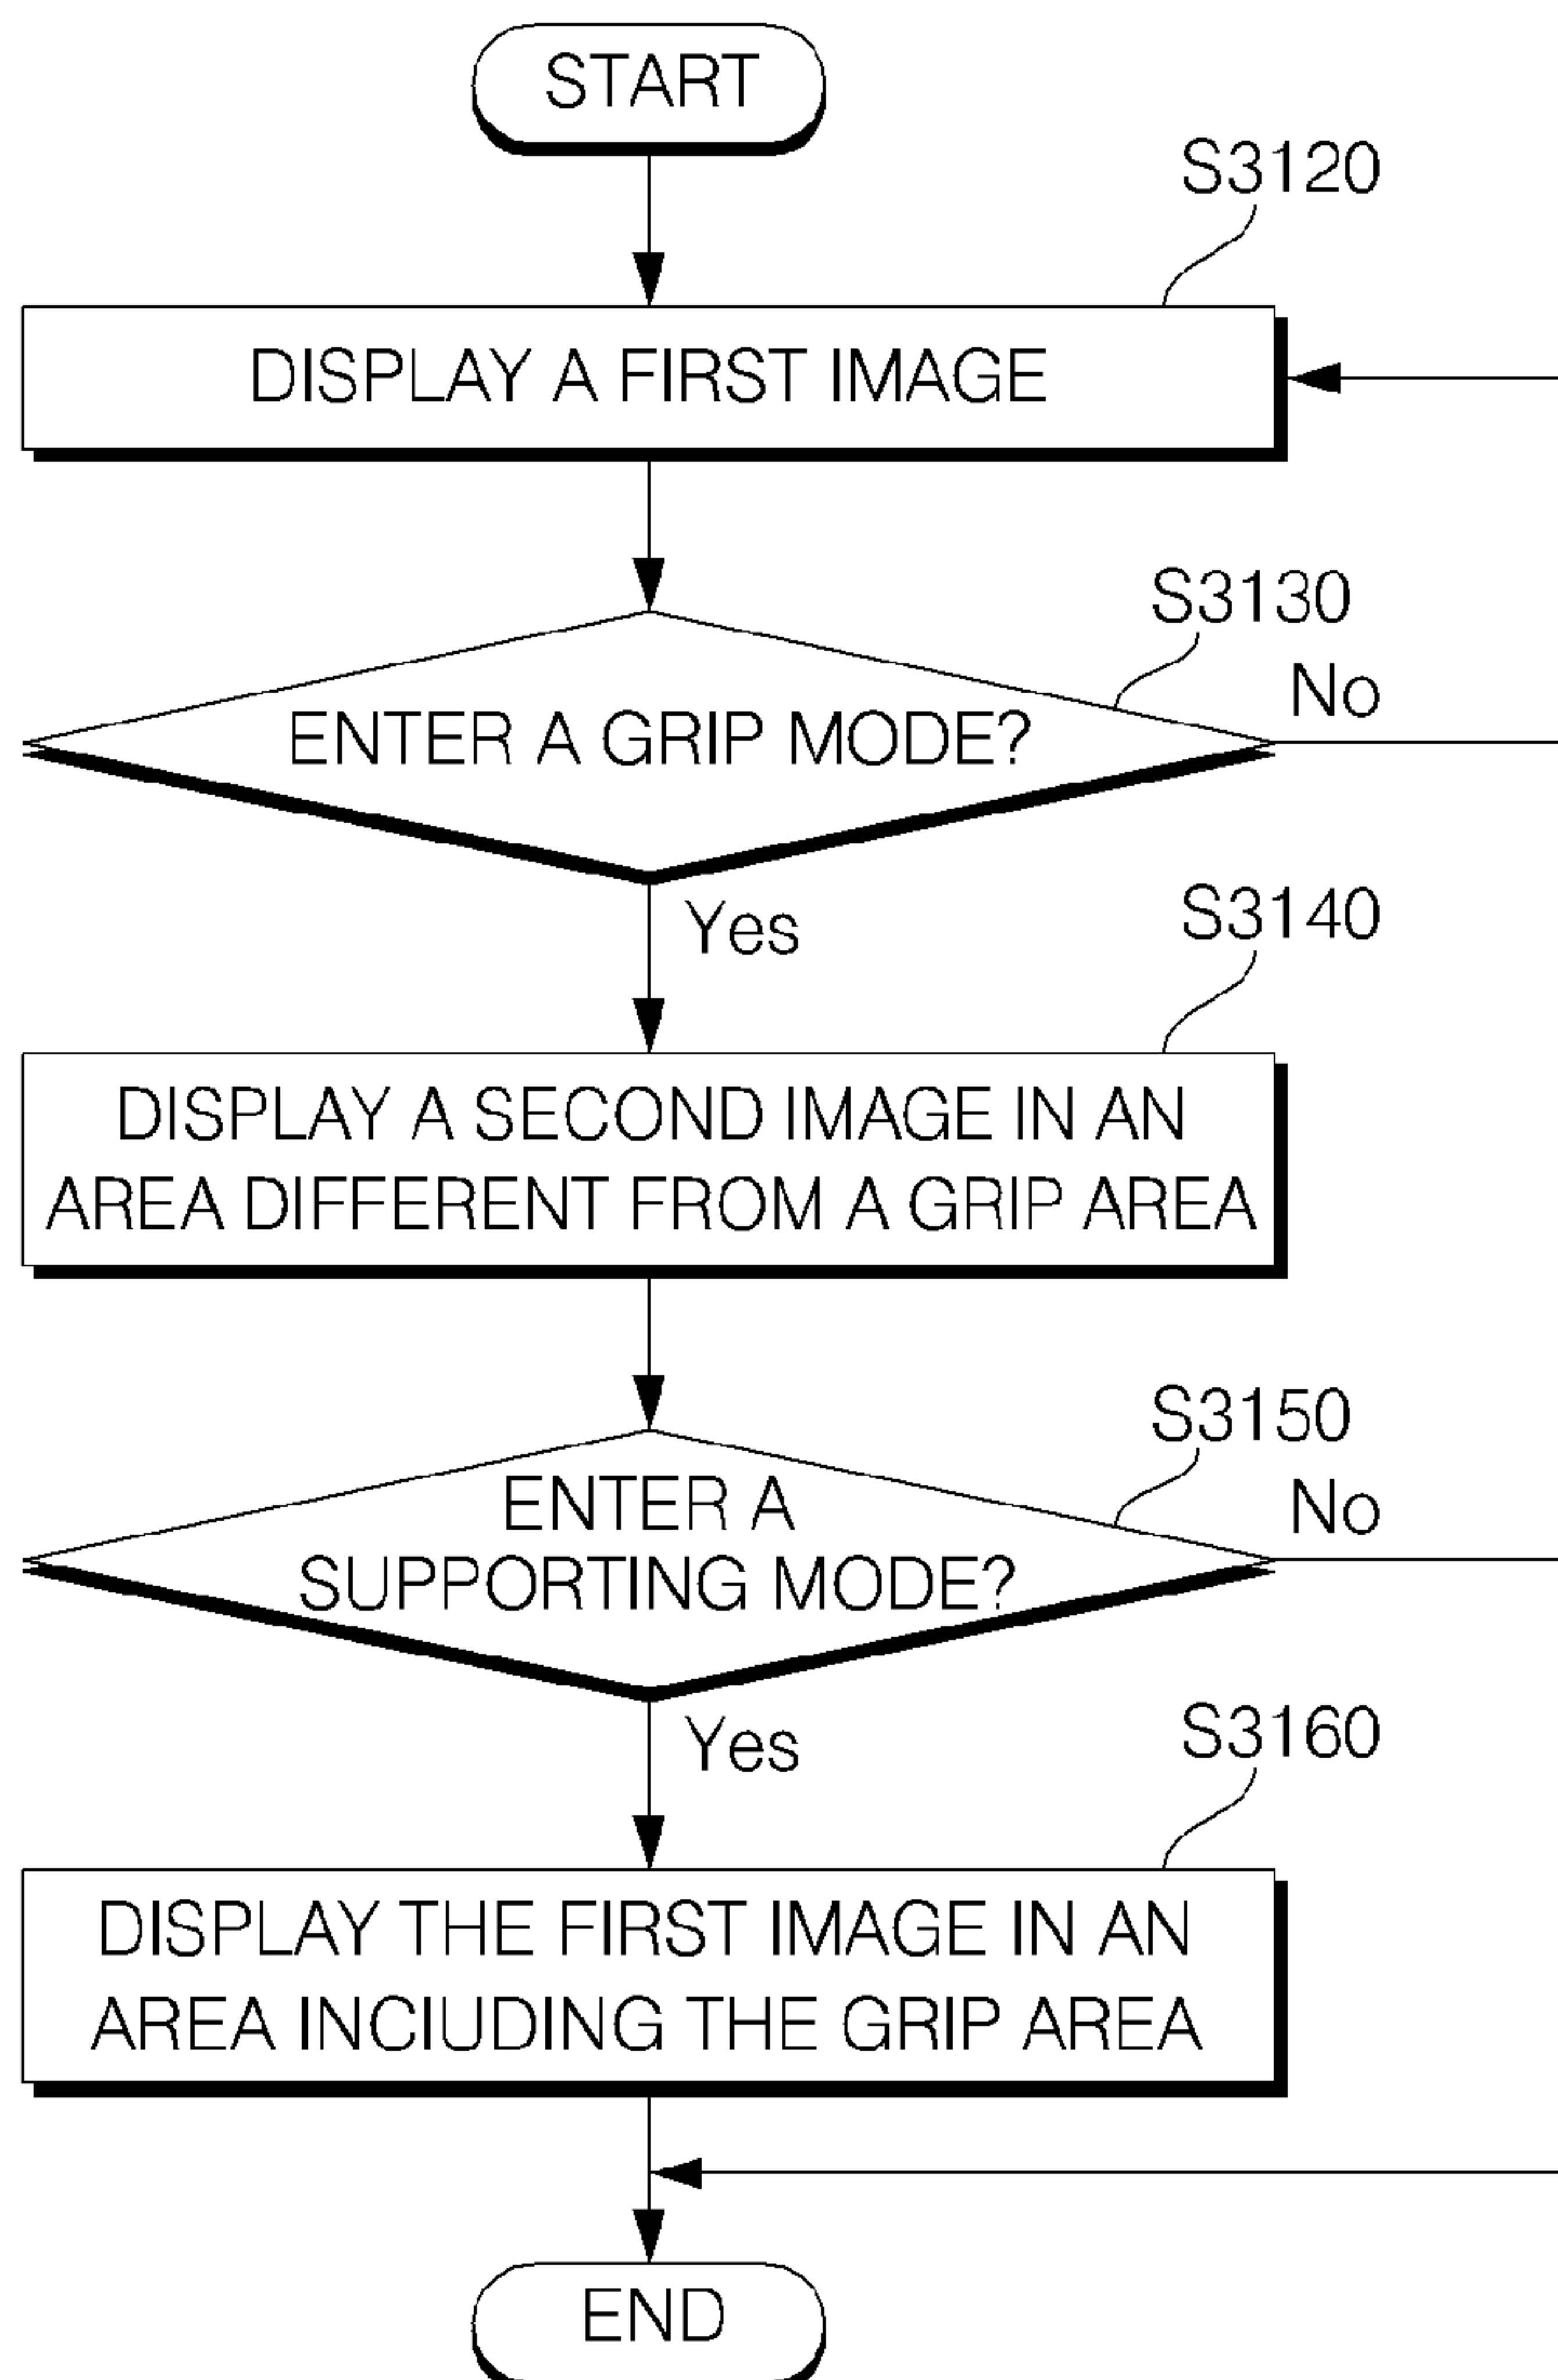 START
S3120
DISPLAY A FIRST IMAGE
S3130
No
ENTER A GRIP MODE?
Yes
S3140
DISPLAY A SECOND IMAGE IN AN
AREA DIFFERENT FROM A GRIP AREA
S3150
No
ENTER A
SUPPORTING MODE?
Yes
S3160
DISPLAY THE FIRST IMAGE IN AN
AREA INCIUDING THE GRIP AREA
END